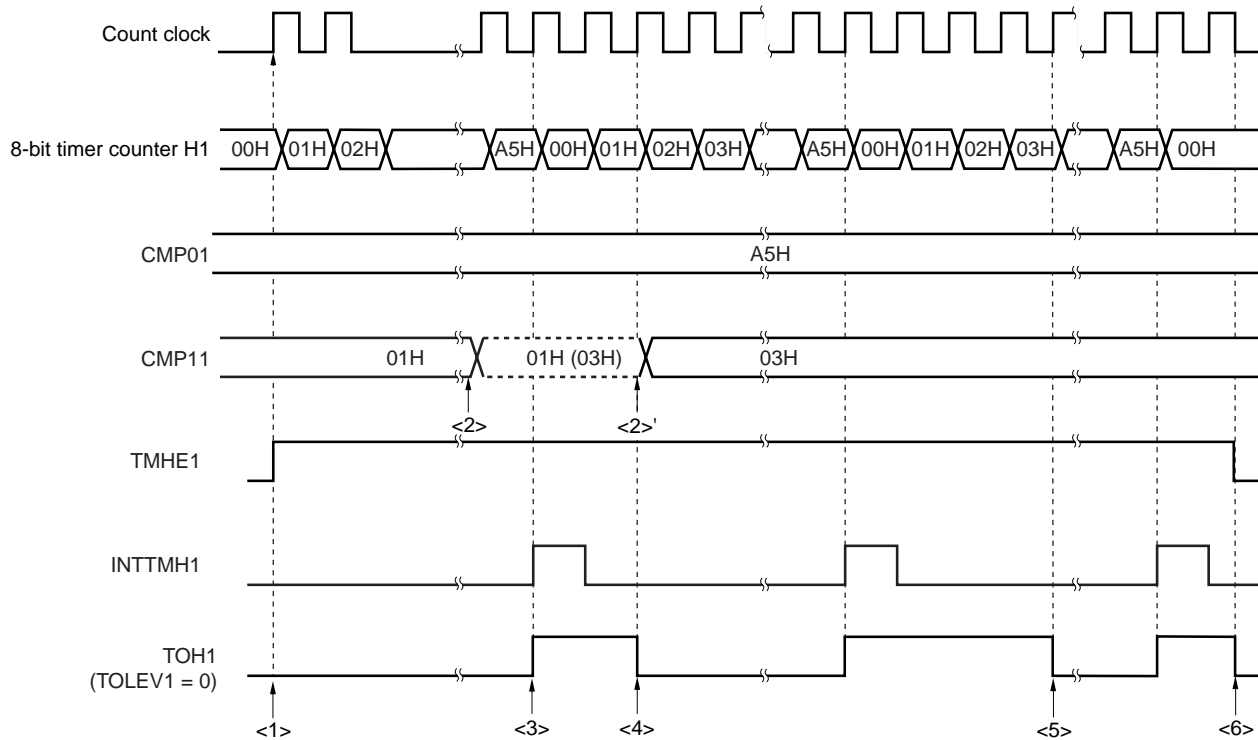 Count clock
8-bit timer counter H1 00H 01H 02H A5H 00H 01H 02H 03H A5H 00H 01H 02H 03H A5H 00H
CMP01 A5H
CMP11 01H 01H (03H) 03H
<2> <2>'
TMHE1
INTTMH1
TOH1
(TOLEV1 = 0)
<1> <3> <4> <5> <6>